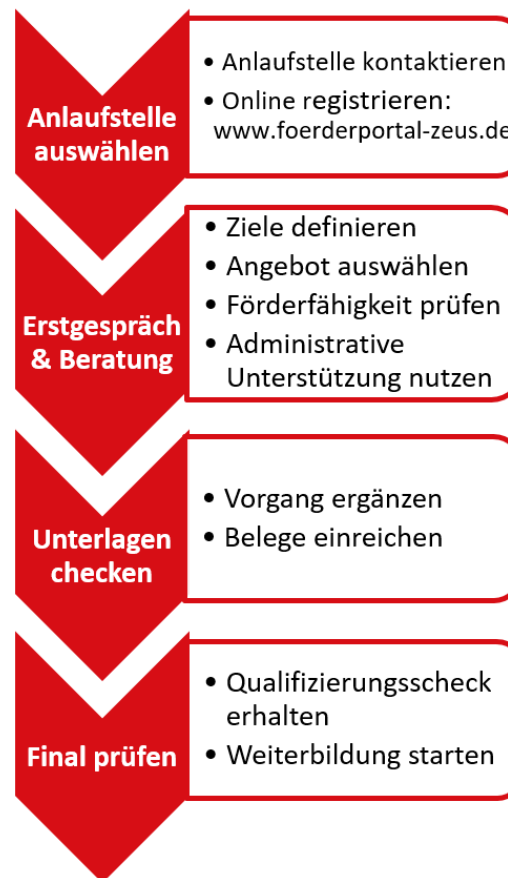 Anlaufstelle
auswählen
• Anlaufstelle kontaktieren
• Online registrieren:
www.foerderportal-zeus.de
Erstgespräch
& Beratung
• Ziele definieren
• Angebot auswählen
• Förderfähigkeit prüfen
• Administrative
Unterstützung nutzen
Unterlagen
checken
• Vorgang ergänzen
• Belege einreichen
Final prüfen
• Qualifizierungsscheck
erhalten
• Weiterbildung starten